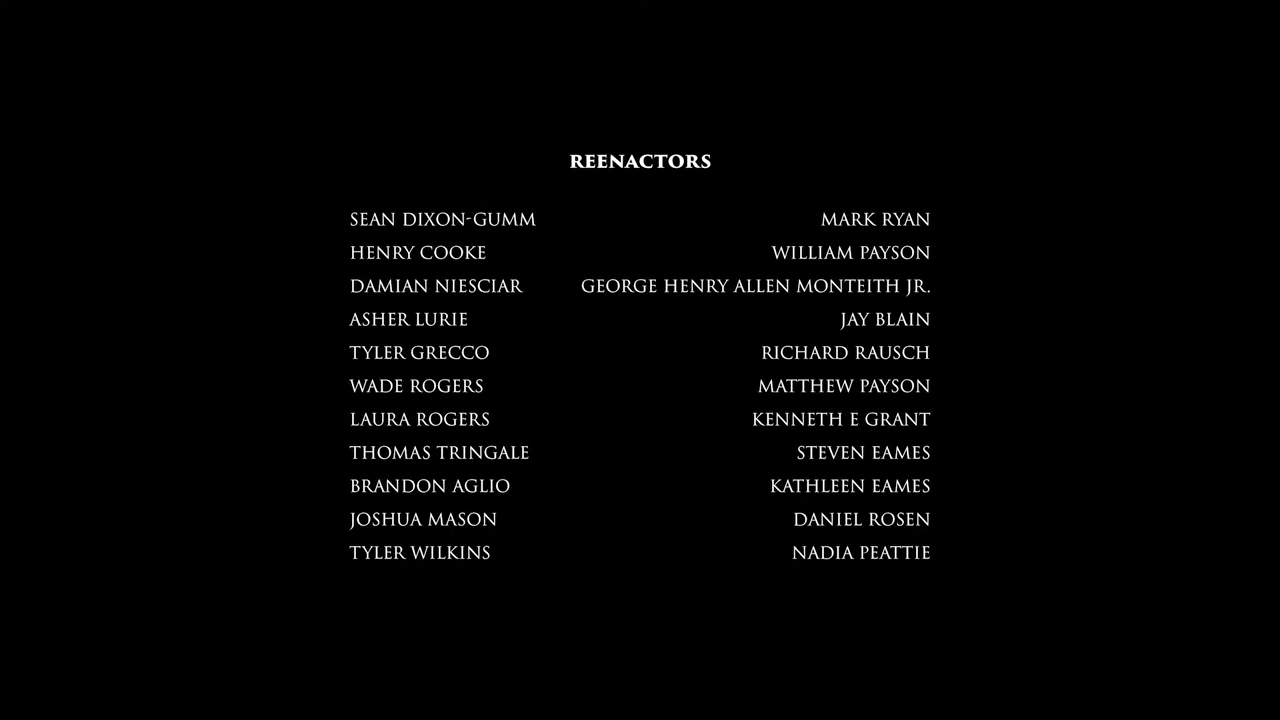 REENACTORS
SEAN DIXON-GUMM MARK RYAN
HENRY COOKE WILLIAM PAYSON
DAMIAN NIESCIAR GEORGE HENRY ALLEN MONTEITH JR.
ASHER LURIE JAY BLAIN
TYLER GRECCO RICHARD RAUSCH
WADE ROGERS MATTHEW PAYSON
LAURA ROGERS KENNETH E GRANT
THOMAS TRINGALE STEVEN EAMES
BRANDON AGLIO KATHLEEN EAMES
JOSHUA MASON DANIEL ROSEN
TYLER WILKINS NADIA PEATTIE